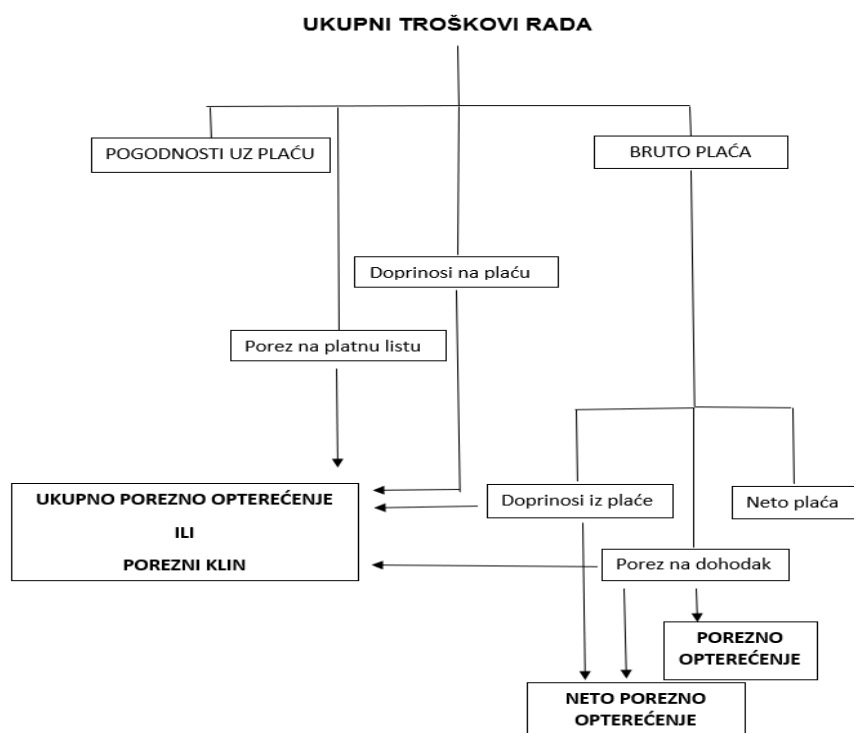 UKUPNI TROŠKOVI RADA
POGODNOSTI UZ PLAĆU
BRUTO PLAĆA
Doprinosi na plaću
Porez na platnu listu
UKUPNO POREZNO OPTEREĆENJE
ILI
POREZNI KLIN
Doprinosi iz plaće
Neto plaća
Porez na dohodak
POREZNO
OPTEREĆENJE
NETO POREZNO
OPTEREĆENJE